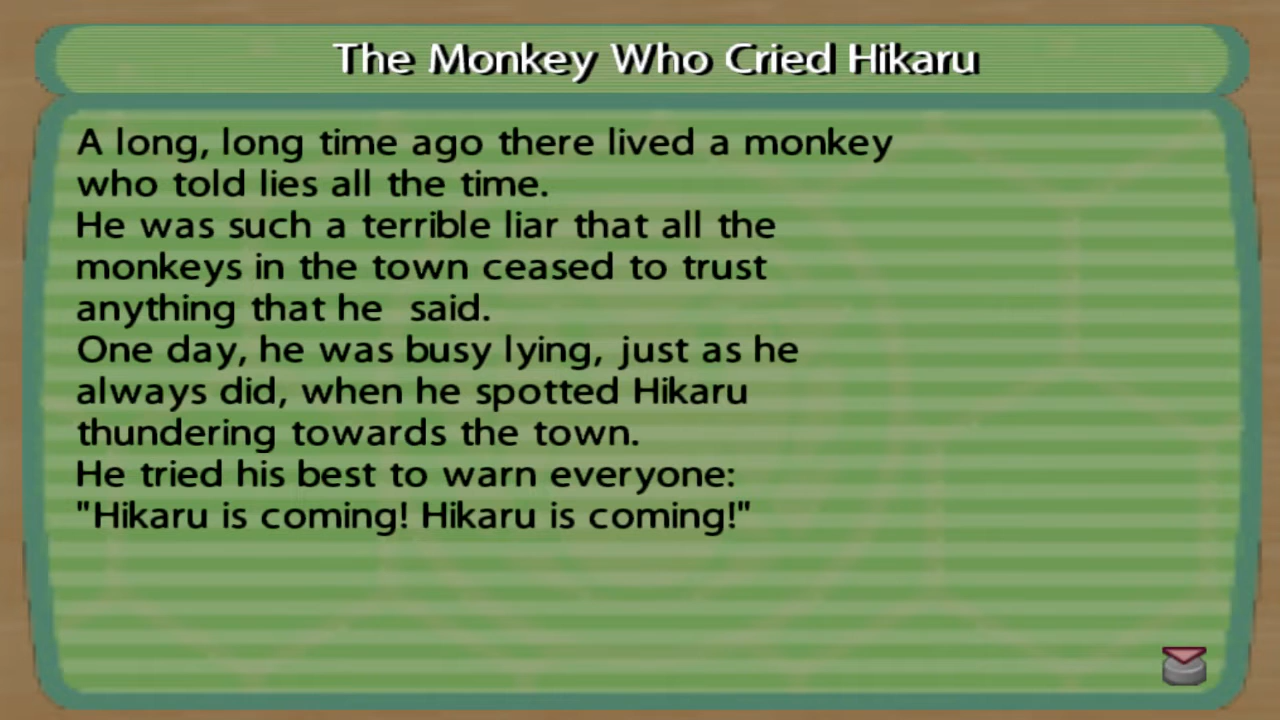 The Monkey Who Cried Hikaru
A long, long time ago there lived a monkey
who told lies all the time.
He was such a terrible liar that all the
monkeys in the town ceased to trust
anything that he  said.
One day, he was busy lying, just as he
always did, when he spotted Hikaru
thundering towards the town.
He tried his best to warn everyone:
"Hikaru is coming! Hikaru is coming!"